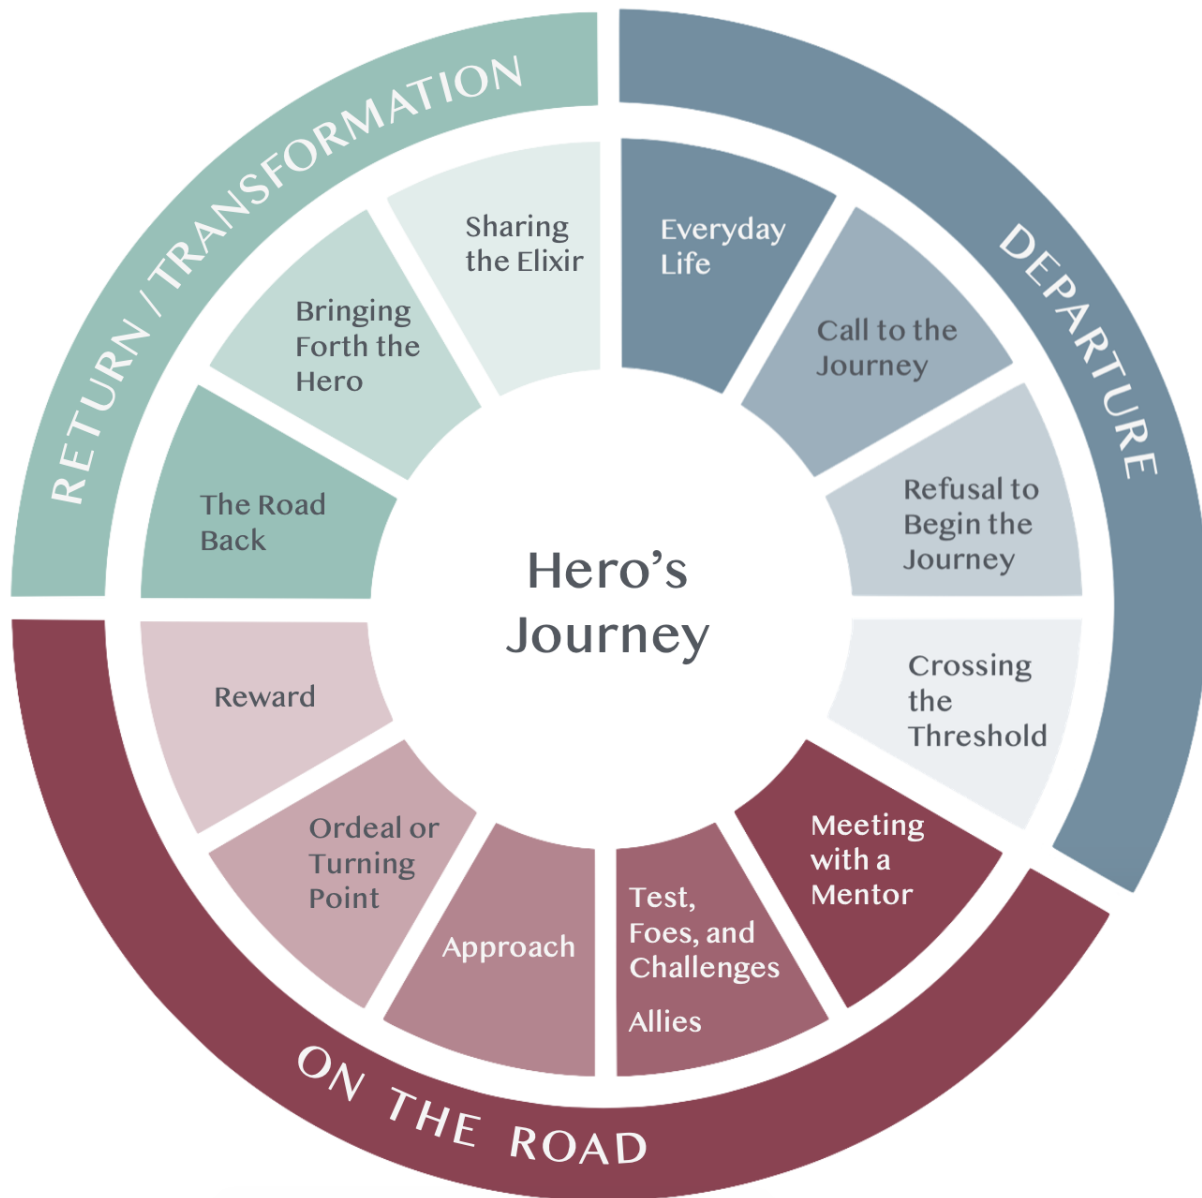 Hero's
Journey
DEPARTURE
Everyday
Life
Call to the
Journey
Refusal to
Begin the
Journey
Crossing
the
Threshold
ON THE ROAD
Meeting
with a
Mentor
Test,
Foes, and
Challenges
Allies
Approach
Ordeal or
Turning
Point
Reward
RETURN / TRANSFORMATION
The Road
Back
Bringing
Forth the
Hero
Sharing
the Elixir